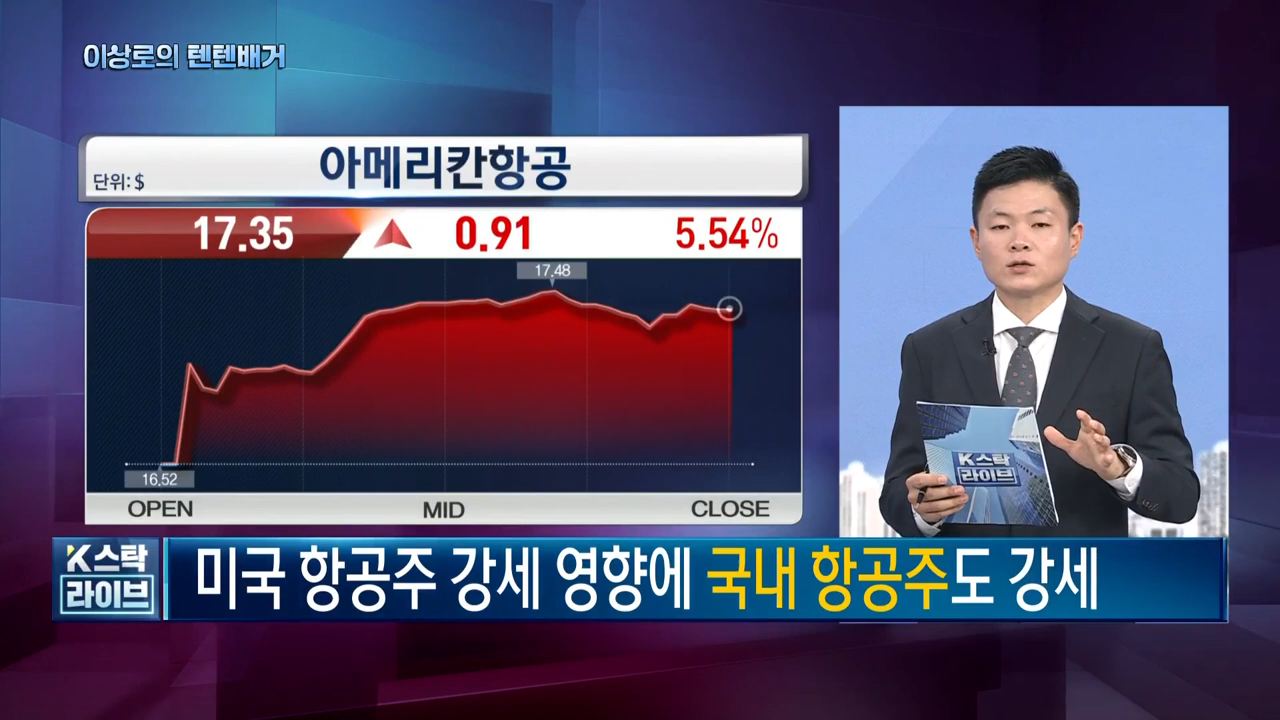 이상로의 텐텐배거
아메리칸항공
단위: $
17.35 ▲ 0.91 5.54%
17.48
16.52
OPEN MID CLOSE
K스탁
라이브
K스탁
라이브
미국 항공주 강세 영향에 국내 항공주도 강세